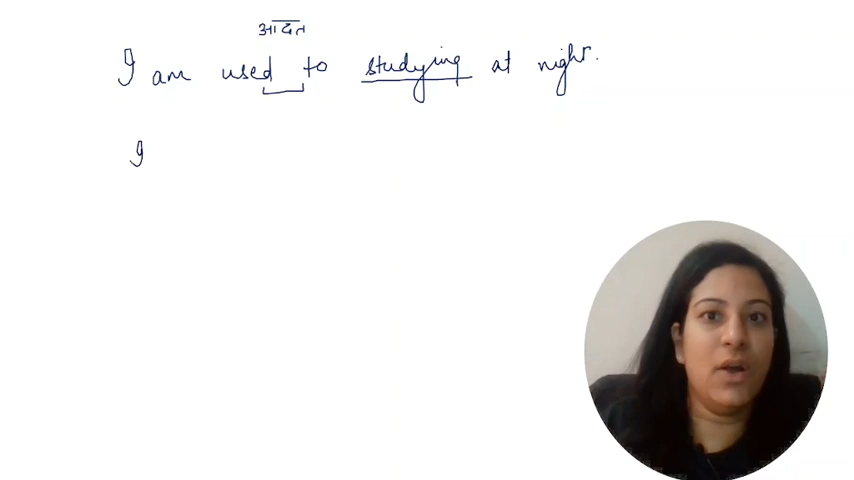 आदत
I am used to studying at night.
I